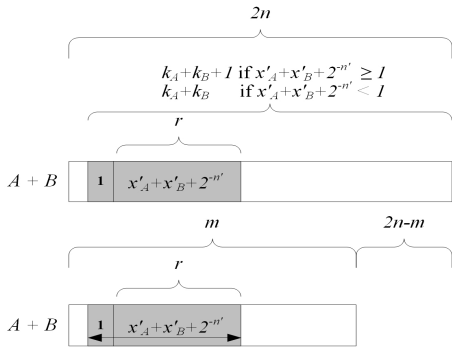 2n
k_A+k_B+1 if x'_A+x'_B+2^{-n'} ≥ 1
k_A+k_B if x'_A+x'_B+2^{-n'} < 1
r
A + B 1 x'_A+x'_B+2^{-n'}
m 2n-m
r
A + B 1 x'_A+x'_B+2^{-n'}